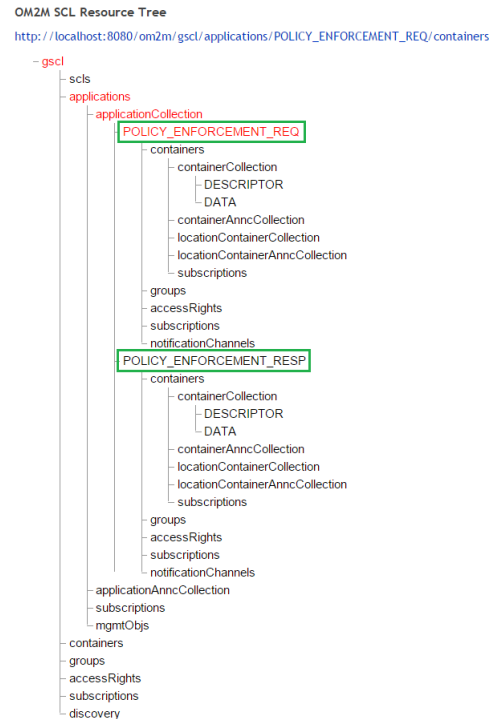 OM2M SCL Resource Tree
http://localhost:8080/om2m/gscl/applications/POLICY_ENFORCEMENT_REQ/containers
gscl
scls
applications
applicationCollection
POLICY_ENFORCEMENT_REQ
containers
containerCollection
DESCRIPTOR
DATA
containerAnncCollection
locationContainerCollection
locationContainerAnncCollection
subscriptions
groups
accessRights
subscriptions
notificationChannels
POLICY_ENFORCEMENT_RESP
containers
containerCollection
DESCRIPTOR
DATA
containerAnncCollection
locationContainerCollection
locationContainerAnncCollection
subscriptions
groups
accessRights
subscriptions
notificationChannels
applicationAnncCollection
subscriptions
mgmtObjs
containers
groups
accessRights
subscriptions
discovery